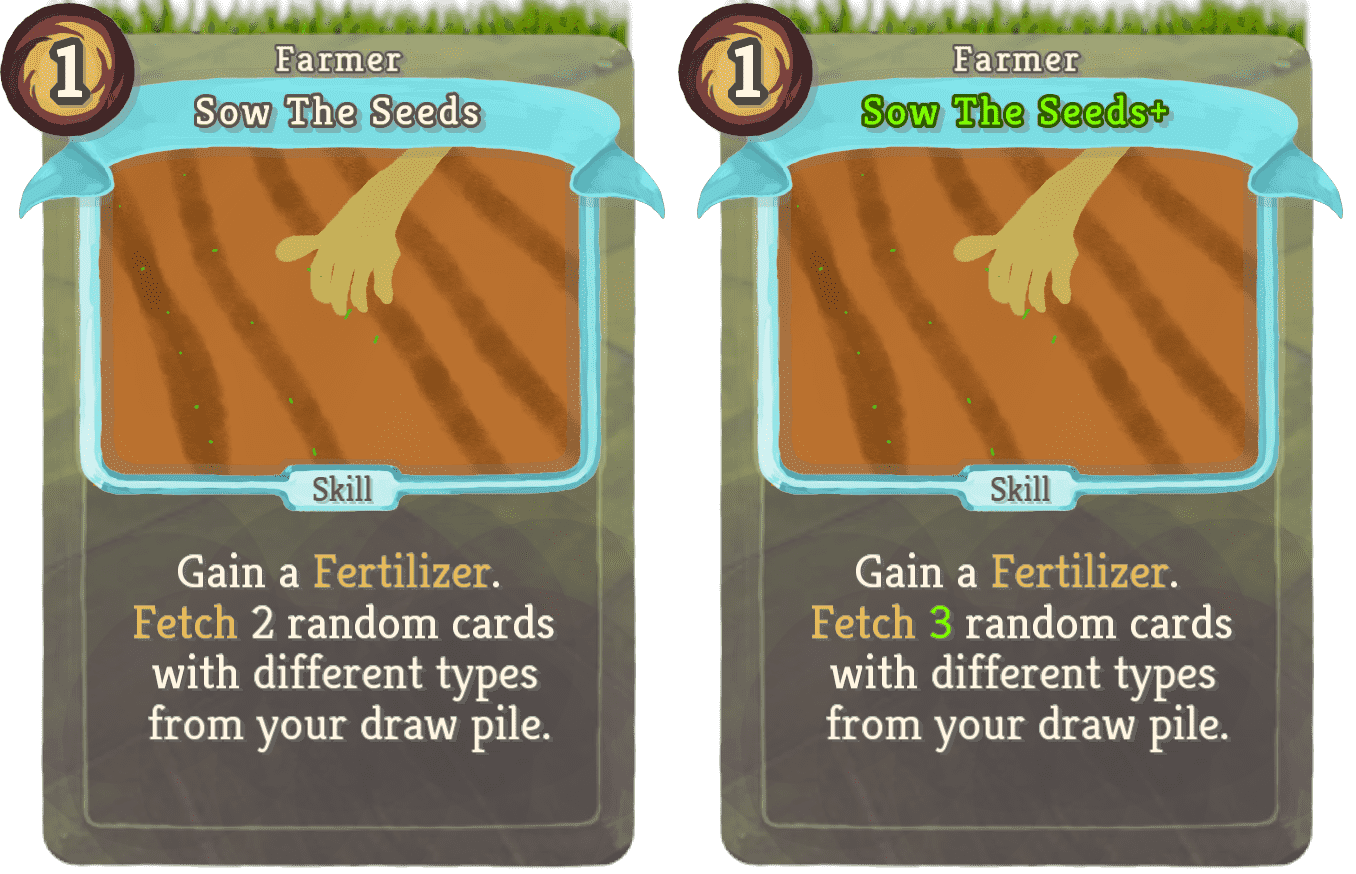 1
Farmer
Sow The Seeds
Skill
Gain a Fertilizer.
Fetch 2 random cards
with different types
from your draw pile.
1
Farmer
Sow The Seeds+
Skill
Gain a Fertilizer.
Fetch 3 random cards
with different types
from your draw pile.